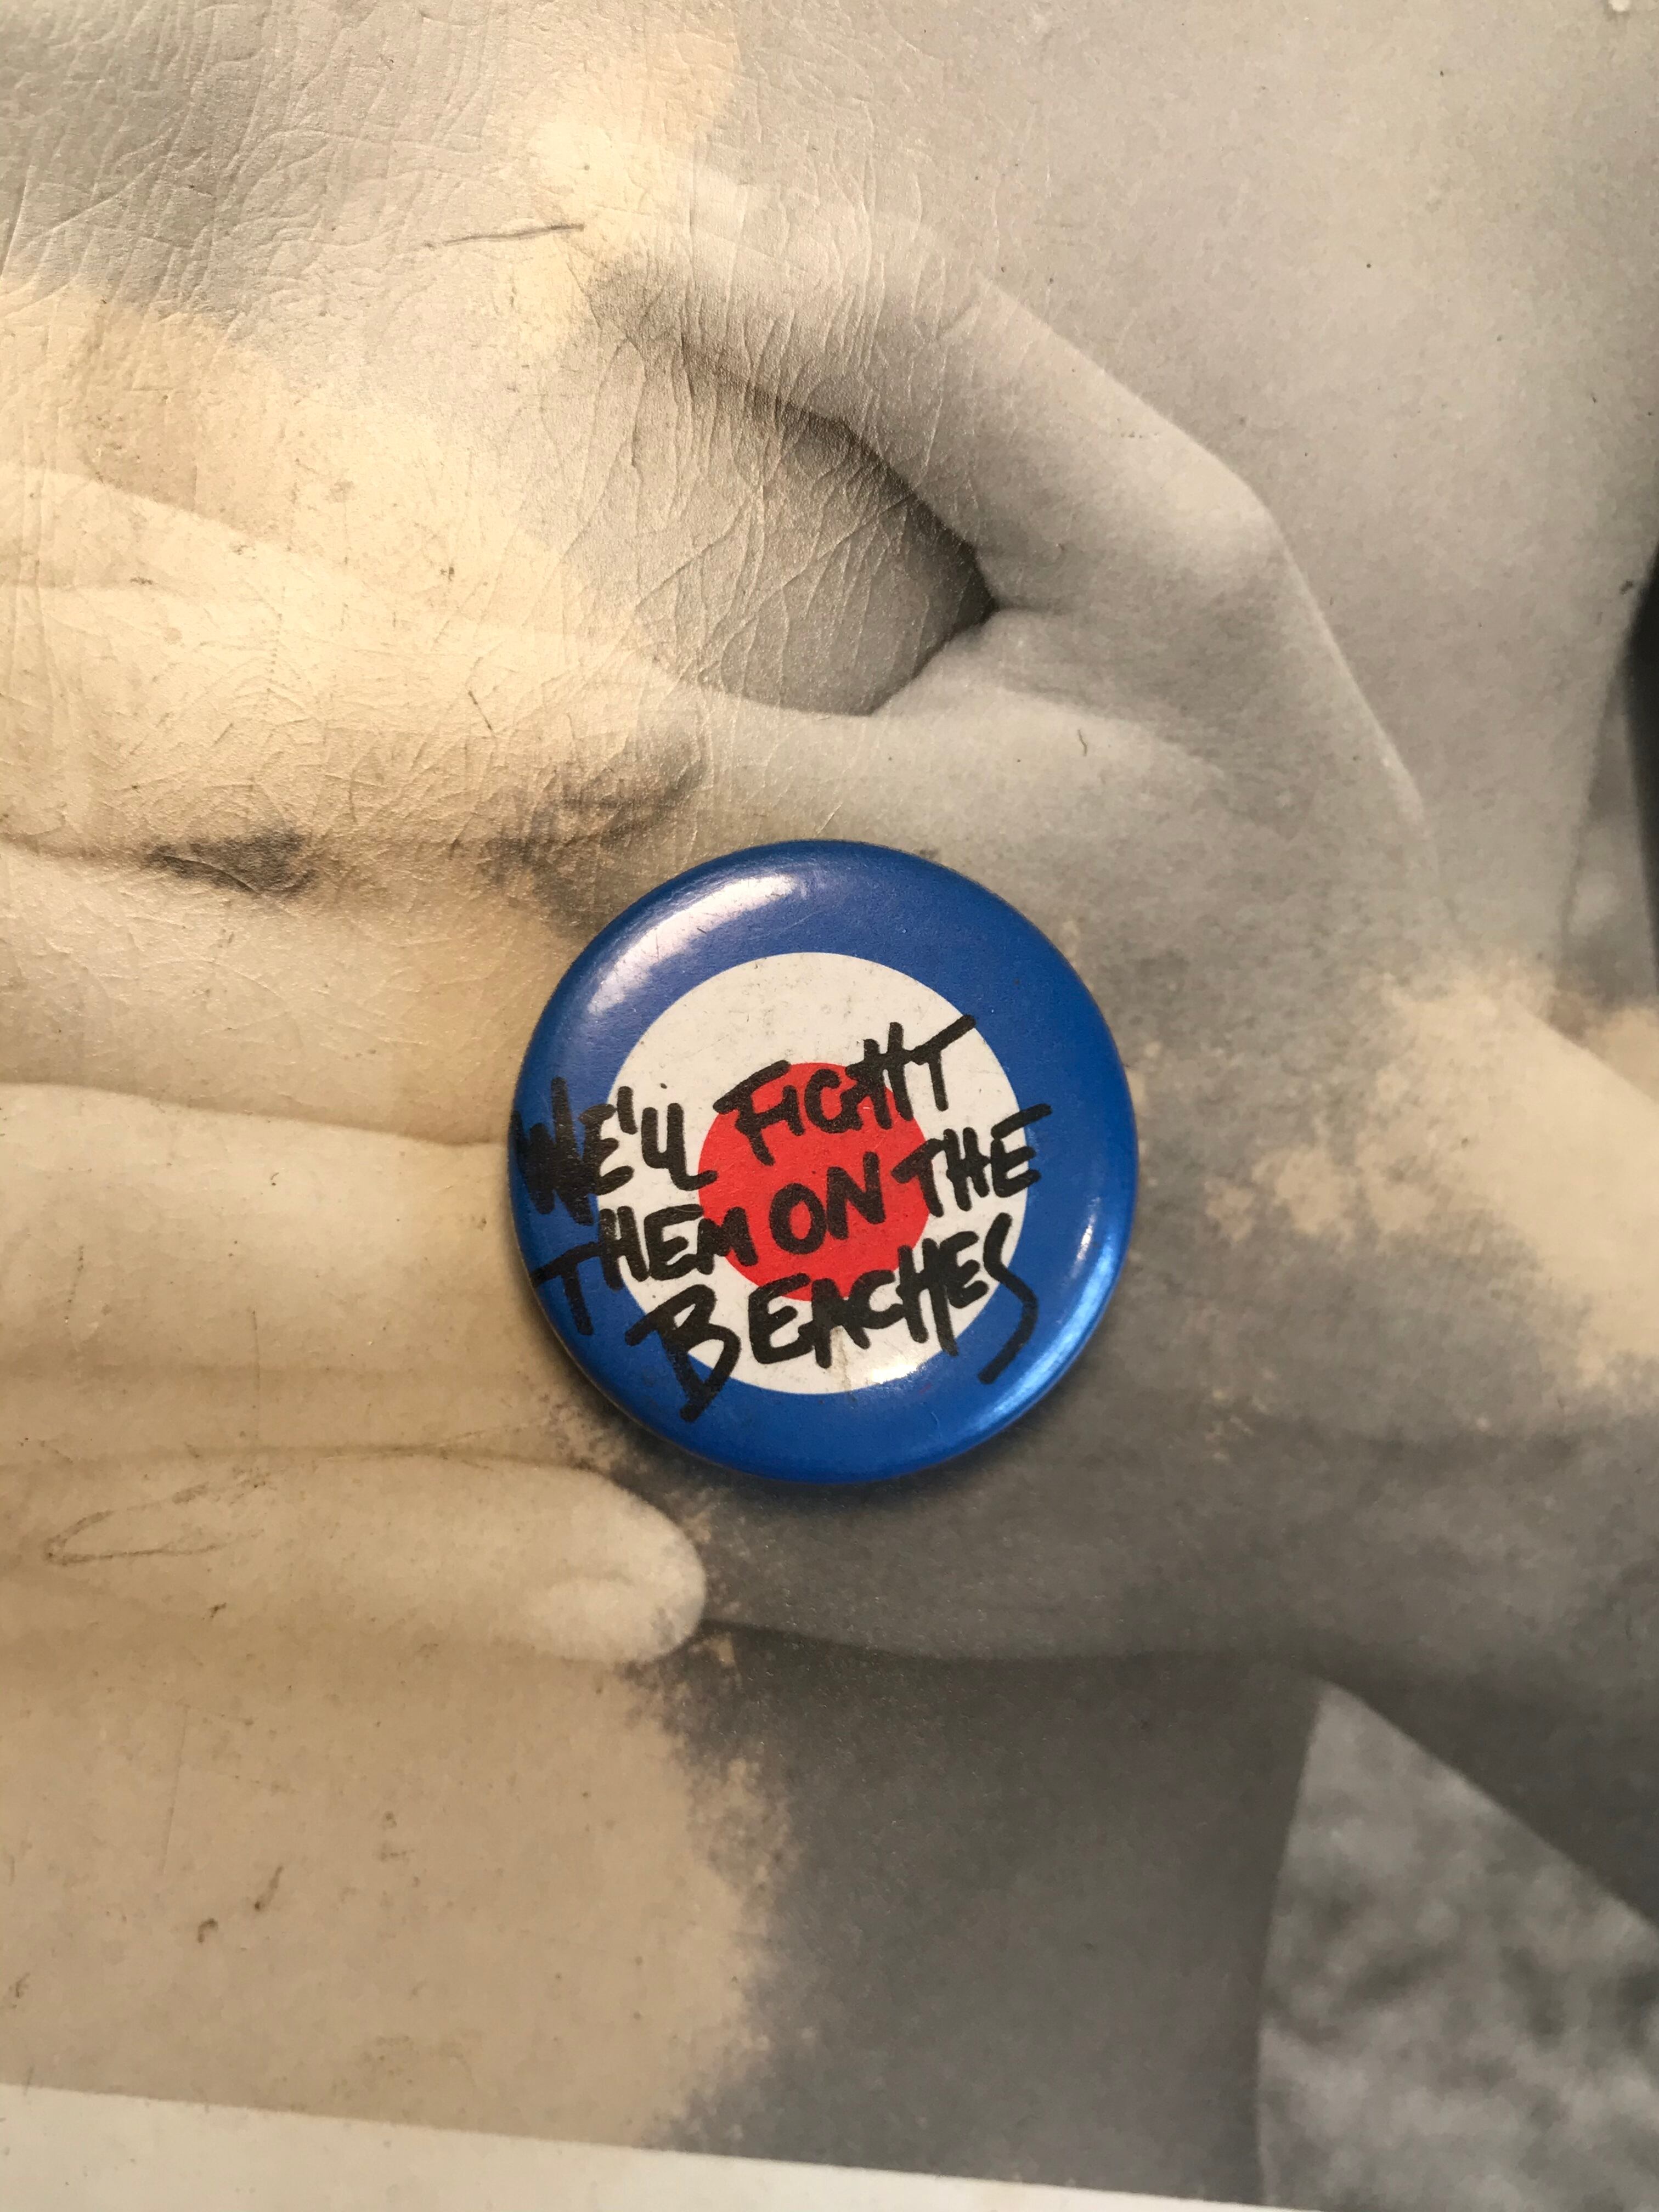 WE'LL FIGHT
THEM ON THE
BEACHES